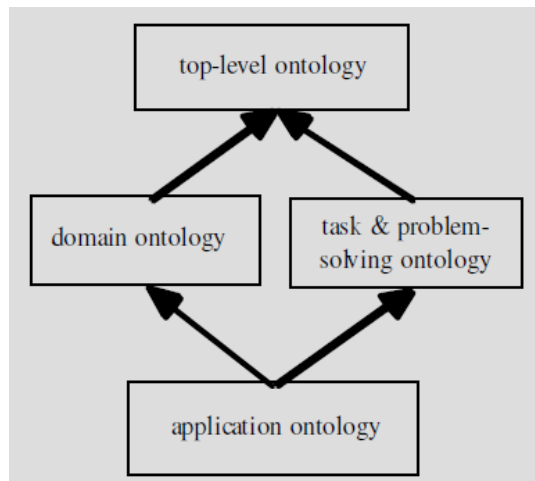 top-level ontology
domain ontology
task & problem-
solving ontology
application ontology